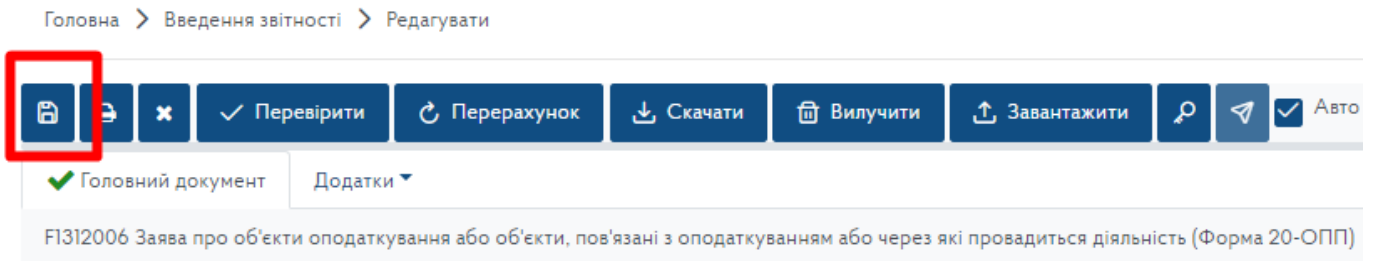 Головна > Введення звітності > Редагувати
Перевірити Перерахунок Скачати Вилучити Завантажити Авто
Головний документ Додатки
F1312006 Заява про об'єкти оподаткування або об'єкти, пов'язані з оподаткуванням або через які провадиться діяльність (Форма 20-ОПП)